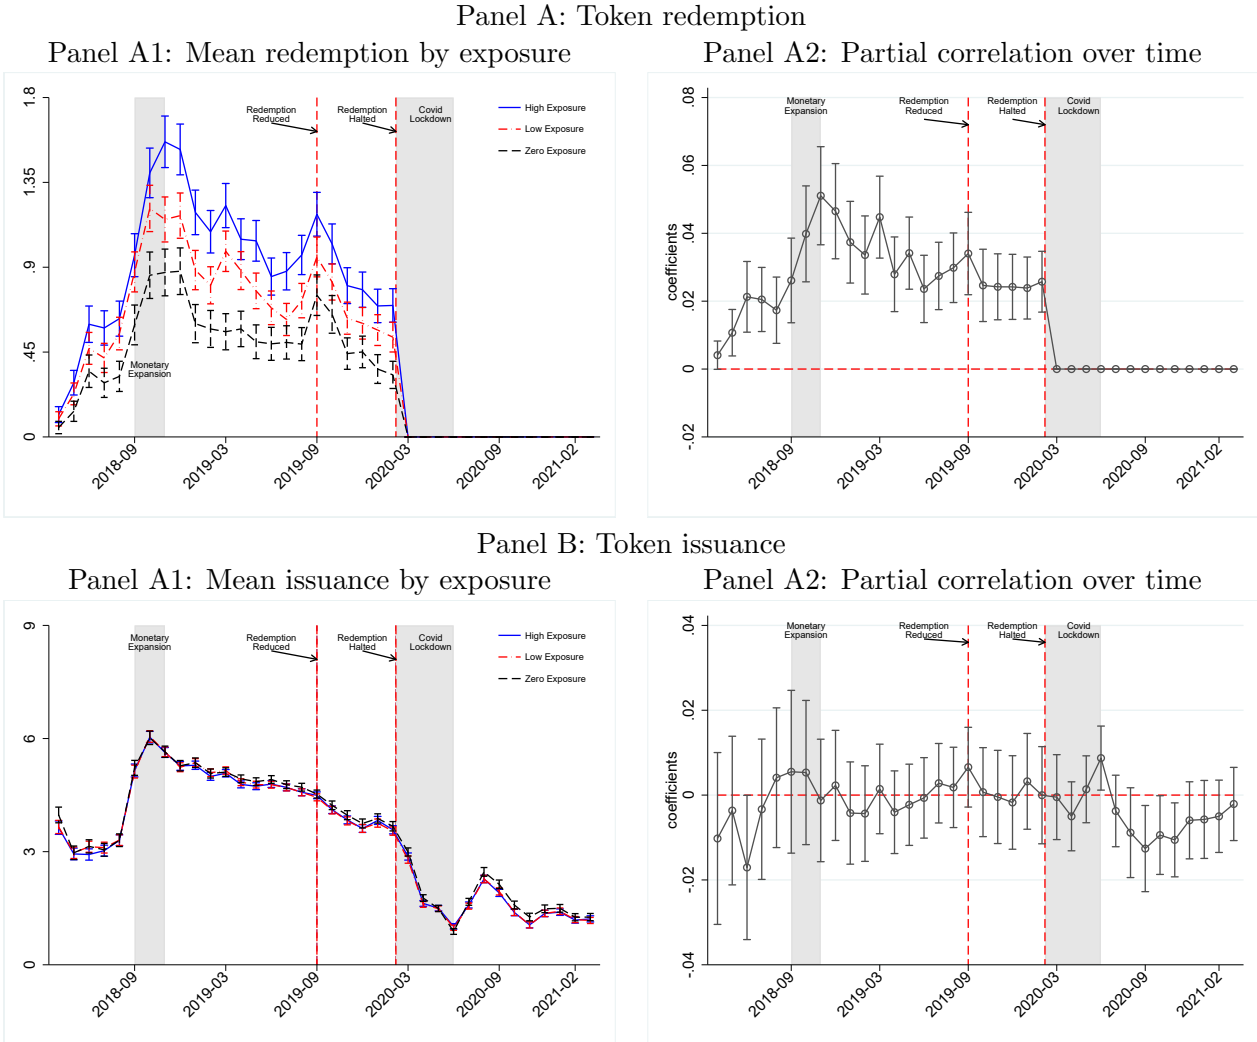 Panel A: Token redemption
Panel A1: Mean redemption by exposure
1.8
1.35
.9
.45
0
Monetary
Expansion
Redemption
Reduced
Redemption
Halted
Covid
Lockdown
High Exposure
Low Exposure
Zero Exposure
2018-09
2019-03
2019-09
2020-03
2020-09
2021-02
Panel A2: Partial correlation over time
coefficients
.08
.06
.04
.02
0
-.02
Monetary
Expansion
Redemption
Reduced
Redemption
Halted
Covid
Lockdown
2018-09
2019-03
2019-09
2020-03
2020-09
2021-02
Panel B: Token issuance
Panel A1: Mean issuance by exposure
9
6
3
0
Monetary
Expansion
Redemption
Reduced
Redemption
Halted
Covid
Lockdown
High Exposure
Low Exposure
Zero Exposure
2018-09
2019-03
2019-09
2020-03
2020-09
2021-02
Panel A2: Partial correlation over time
coefficients
.04
.02
0
-.02
-.04
Monetary
Expansion
Redemption
Reduced
Redemption
Halted
Covid
Lockdown
2018-09
2019-03
2019-09
2020-03
2020-09
2021-02